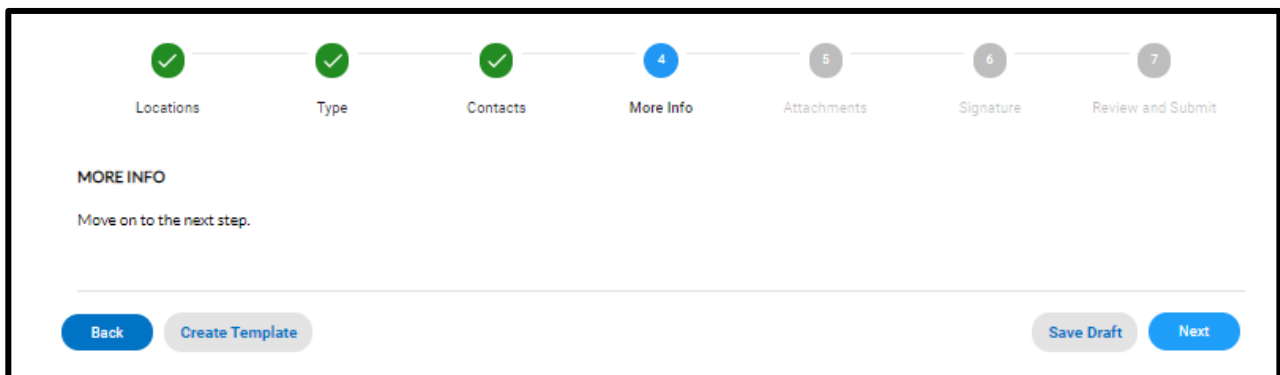 4 5 6 7
Locations Type Contacts More Info Attachments Signature Review and Submit
MORE INFO
Move on to the next step.
Back Create Template Save Draft Next